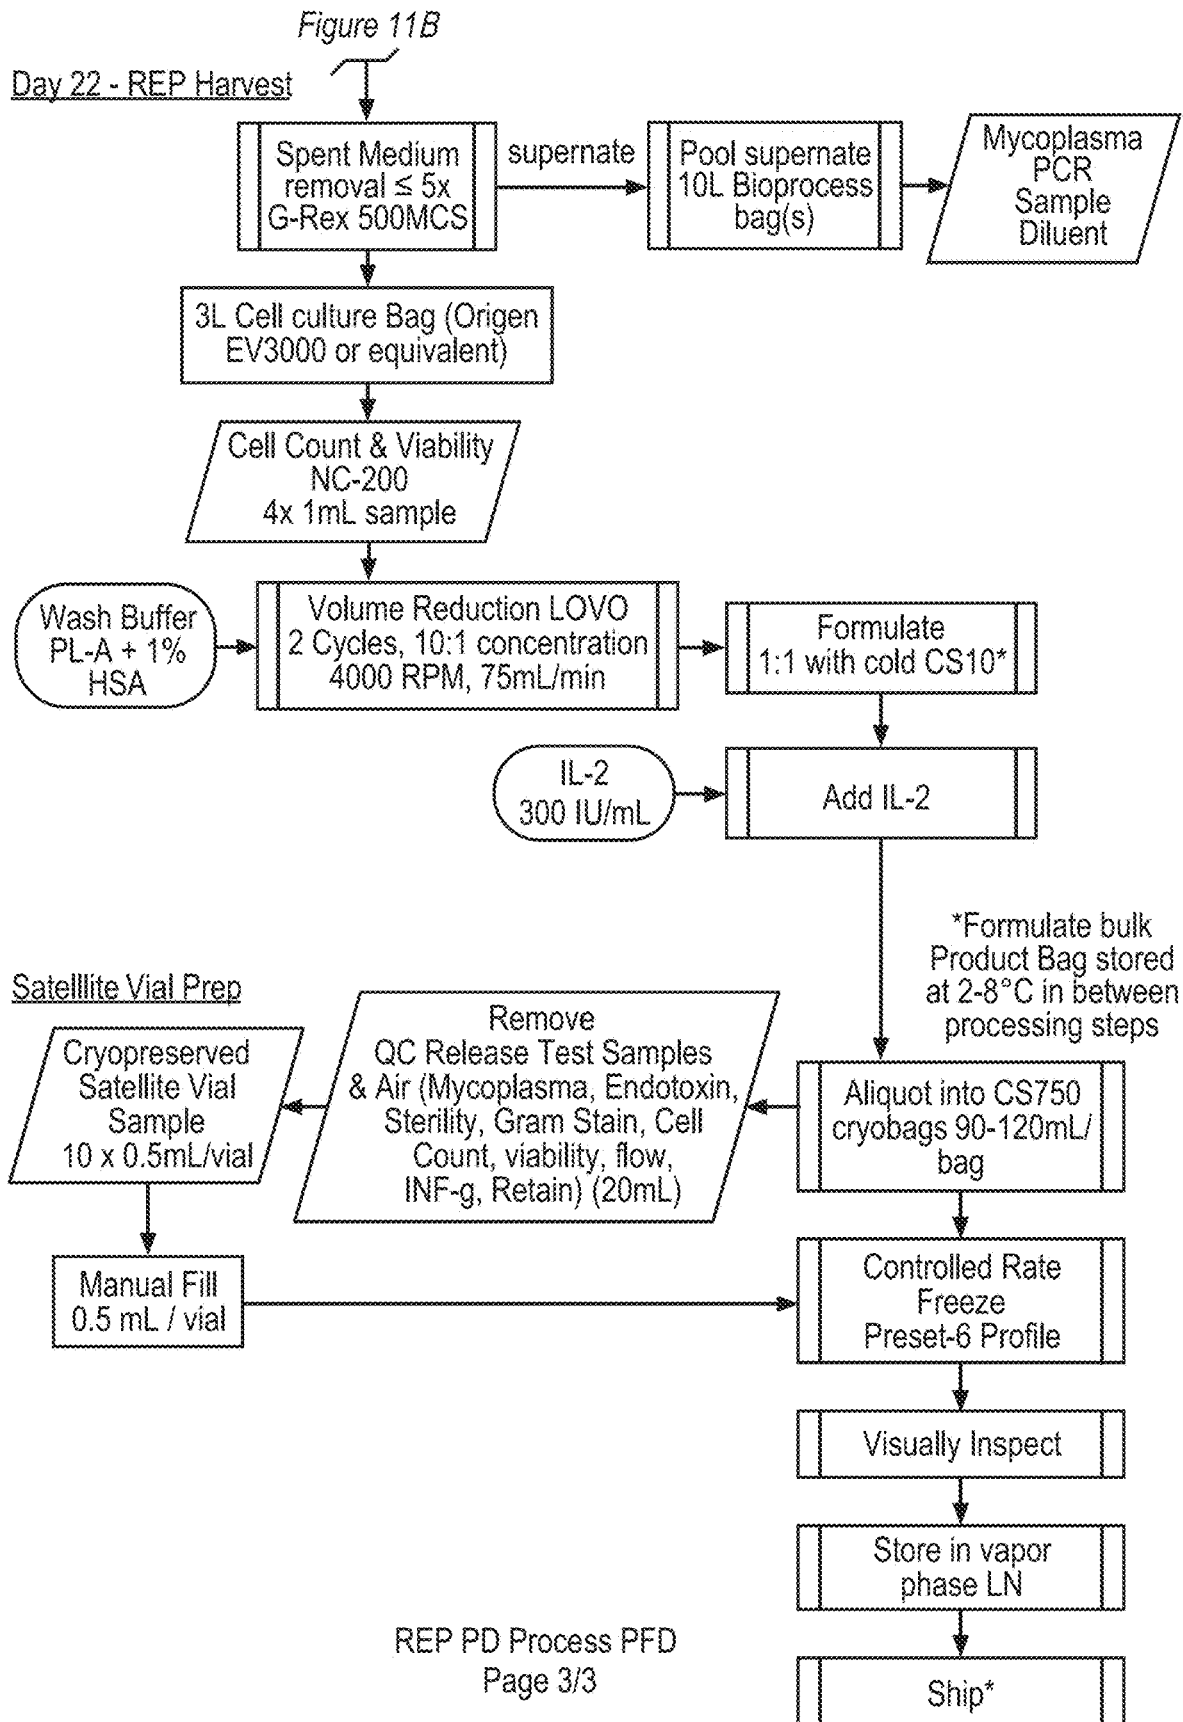 Figure 11B
Day 22 - REP Harvest
Spent Medium
removal ≤ 5x
G-Rex 500MCS
supernate
Pool supernate
10L Bioprocess
bag(s)
Mycoplasma
PCR
Sample
Diluent
3L Cell culture Bag (Origen
EV3000 or equivalent)
Cell Count & Viability
NC-200
4x 1mL sample
Wash Buffer
PL-A + 1%
HSA
Volume Reduction LOVO
2 Cycles, 10:1 concentration
4000 RPM, 75mL/min
Formulate
1:1 with cold CS10*
IL-2
300 IU/mL
Add IL-2
*Formulate bulk
Product Bag stored
at 2-8°C in between
processing steps
Satelllite Vial Prep
Cryopreserved
Satellite Vial
Sample
10 x 0.5mL/vial
Remove
QC Release Test Samples
& Air (Mycoplasma, Endotoxin,
Sterility, Gram Stain, Cell
Count, viability, flow,
INF-g, Retain) (20mL)
Aliquot into CS750
cryobags 90-120mL/
bag
Manual Fill
0.5 mL / vial
Controlled Rate
Freeze
Preset-6 Profile
Visually Inspect
Store in vapor
phase LN
Ship*
REP PD Process PFD
Page 3/3